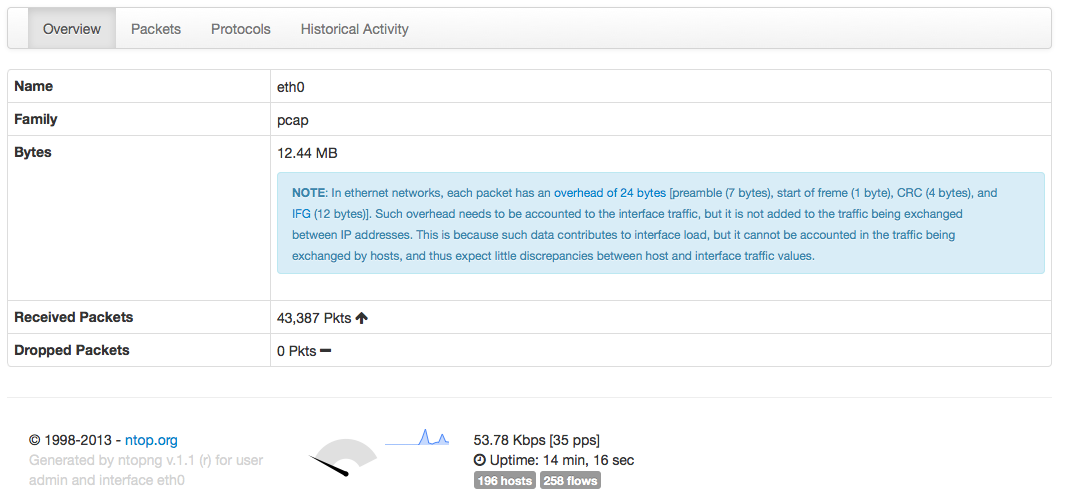 Overview Packets Protocols Historical Activity
Name eth0
Family pcap
Bytes 12.44 MB
NOTE: In ethernet networks, each packet has an overhead of 24 bytes [preamble (7 bytes), start of freme (1 byte), CRC (4 bytes), and
IFG (12 bytes)]. Such overhead needs to be accounted to the interface traffic, but it is not added to the traffic being exchanged
between IP addresses. This is because such data contributes to interface load, but it cannot be accounted in the traffic being
exchanged by hosts, and thus expect little discrepancies between host and interface traffic values.
Received Packets 43,387 Pkts
Dropped Packets 0 Pkts
© 1998-2013 - ntop.org
Generated by ntopng v.1.1 (r) for user
admin and interface eth0
53.78 Kbps [35 pps]
Uptime: 14 min, 16 sec
196 hosts 258 flows